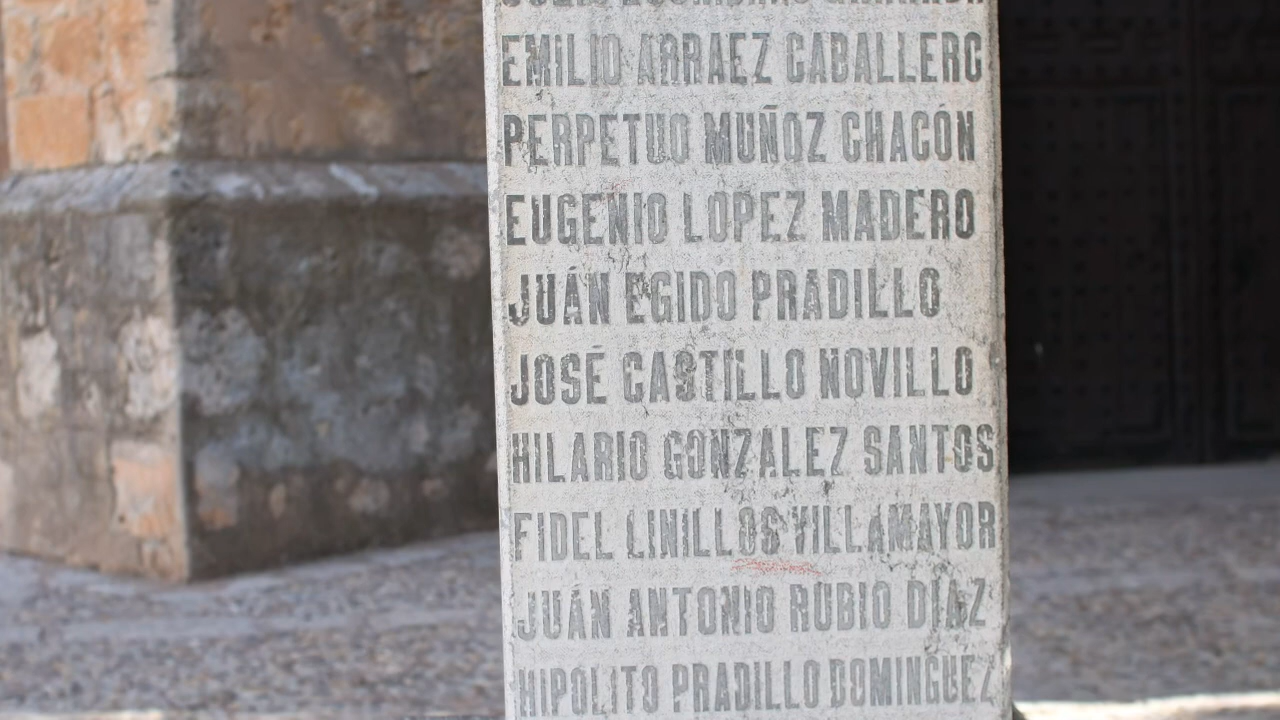 EMILIO ARRAEZ CABALLERO
PERPETUO MUÑOZ CHACÓN
EUGENIO LOPEZ MADERO
JUÁN EGIDO PRADILLO
JOSÉ CASTILLO NOVILLO
HILARIO GONZALEZ SANTOS
FIDEL LINILLOS VILLAMAYOR
JUÁN ANTONIO RUBIO DÍAZ
HIPOLITO PRADILLO DOMINGUEZ